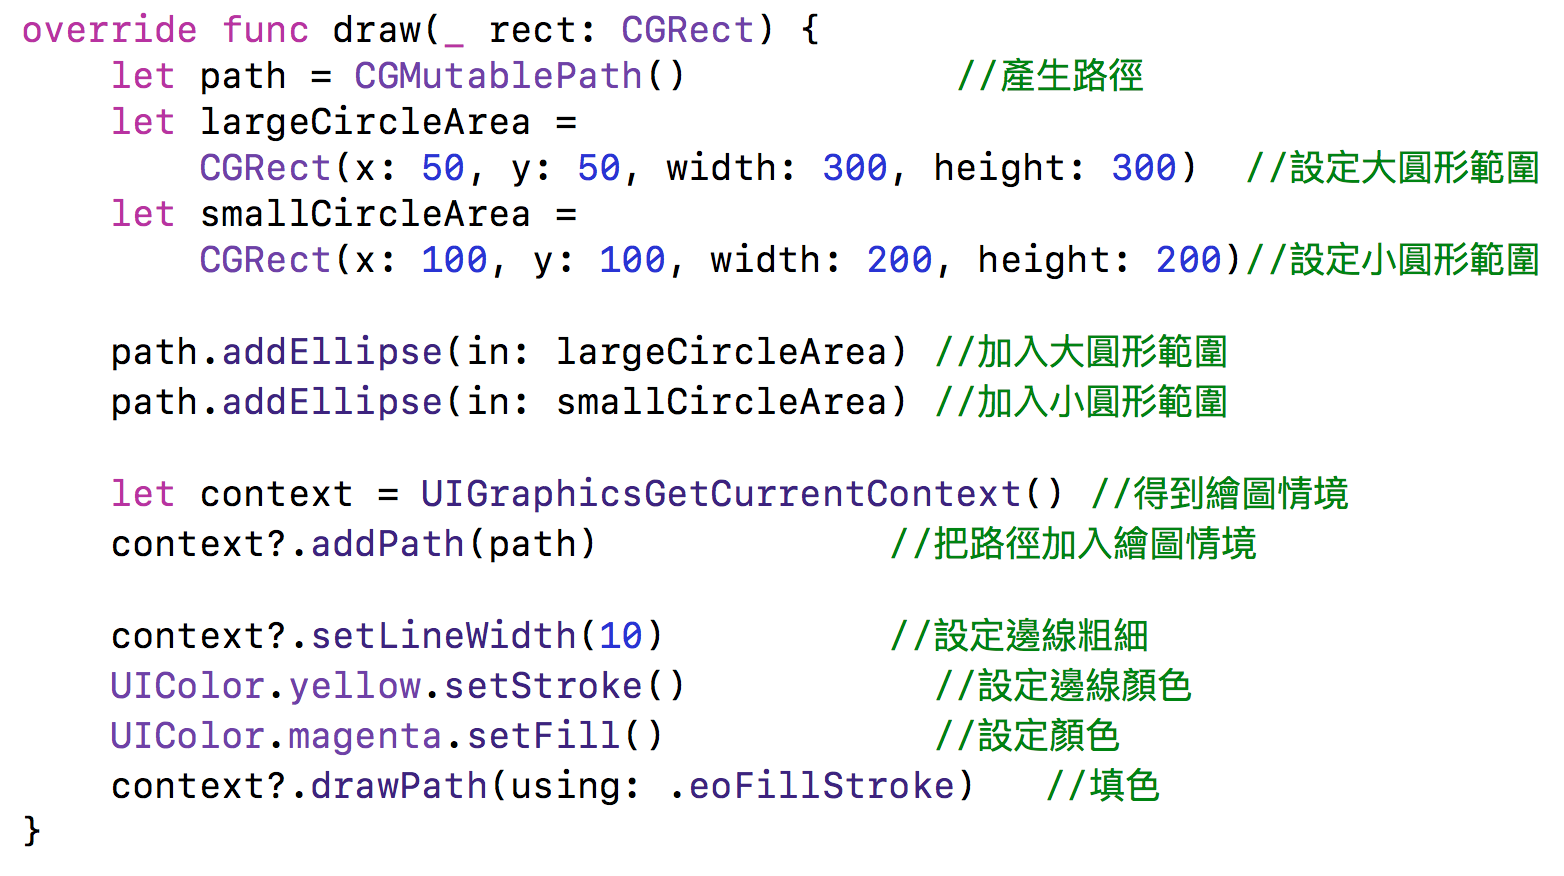 override func draw(_ rect: CGRect) {
    let path = CGMutablePath()            //產生路徑
    let largeCircleArea =
        CGRect(x: 50, y: 50, width: 300, height: 300)  //設定大圓形範圍
    let smallCircleArea =
        CGRect(x: 100, y: 100, width: 200, height: 200)//設定小圓形範圍

    path.addEllipse(in: largeCircleArea) //加入大圓形範圍
    path.addEllipse(in: smallCircleArea) //加入小圓形範圍

    let context = UIGraphicsGetCurrentContext() //得到繪圖情境
    context?.addPath(path)             //把路徑加入繪圖情境

    context?.setLineWidth(10)          //設定邊線粗細
    UIColor.yellow.setStroke()           //設定邊線顏色
    UIColor.magenta.setFill()            //設定顏色
    context?.drawPath(using: .eoFillStroke)   //填色
}